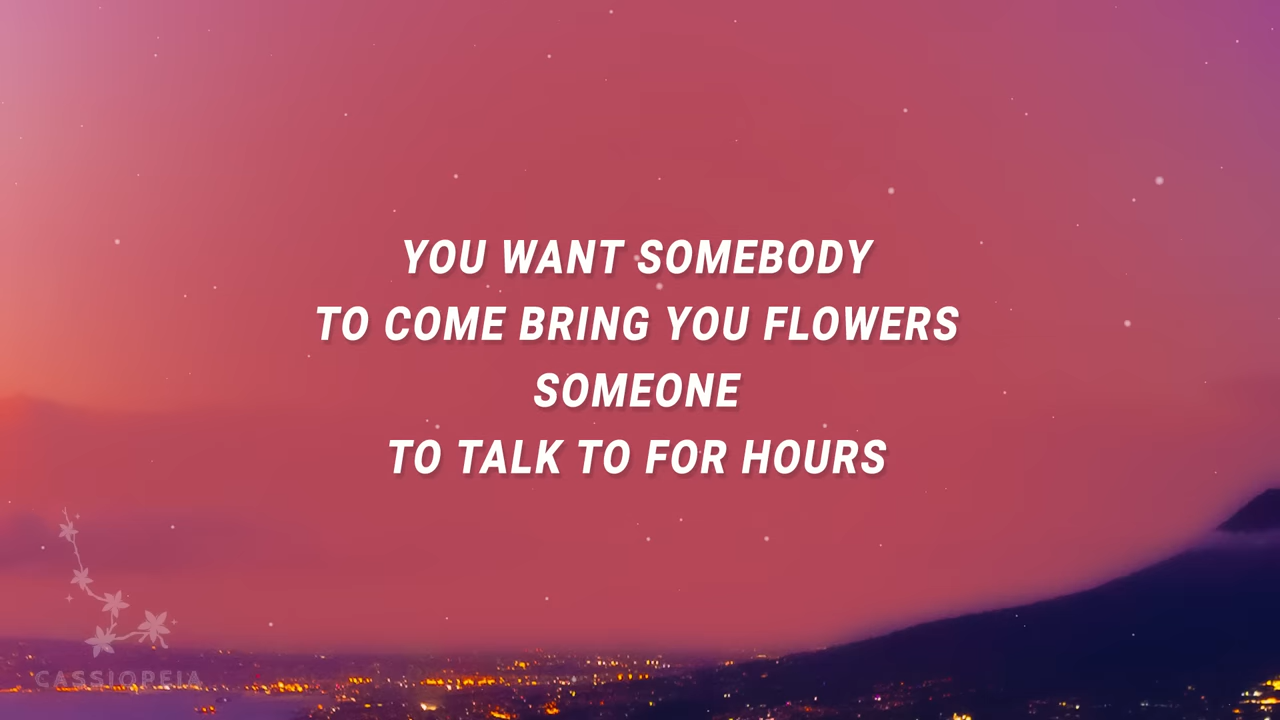 YOU WANT SOMEBODY
TO COME BRING YOU FLOWERS
SOMEONE
TO TALK TO FOR HOURS
CASSIOPEIA